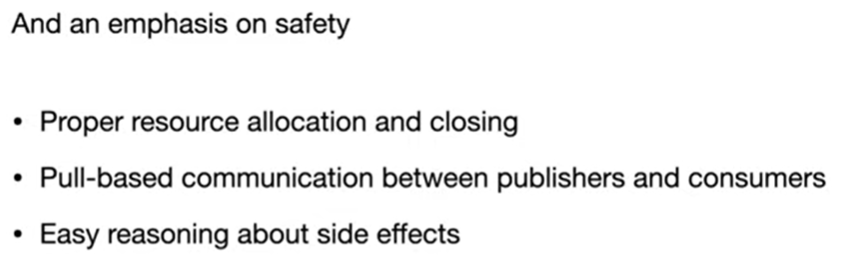 And an emphasis on safety
• Proper resource allocation and closing
• Pull-based communication between publishers and consumers
• Easy reasoning about side effects